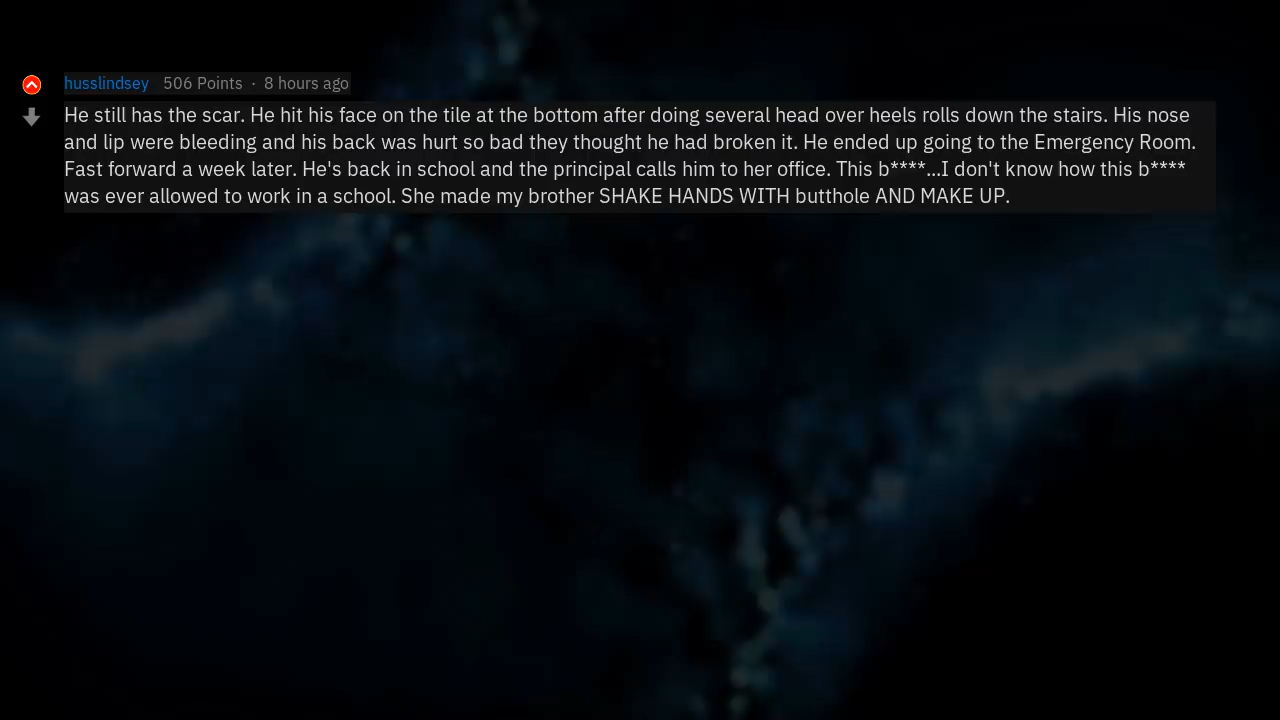 husslindsey 506 Points · 8 hours ago
He still has the scar. He hit his face on the tile at the bottom after doing several head over heels rolls down the stairs. His nose
and lip were bleeding and his back was hurt so bad they thought he had broken it. He ended up going to the Emergency Room.
Fast forward a week later. He's back in school and the principal calls him to her office. This b****...I don't know how this b****
was ever allowed to work in a school. She made my brother SHAKE HANDS WITH butthole AND MAKE UP.